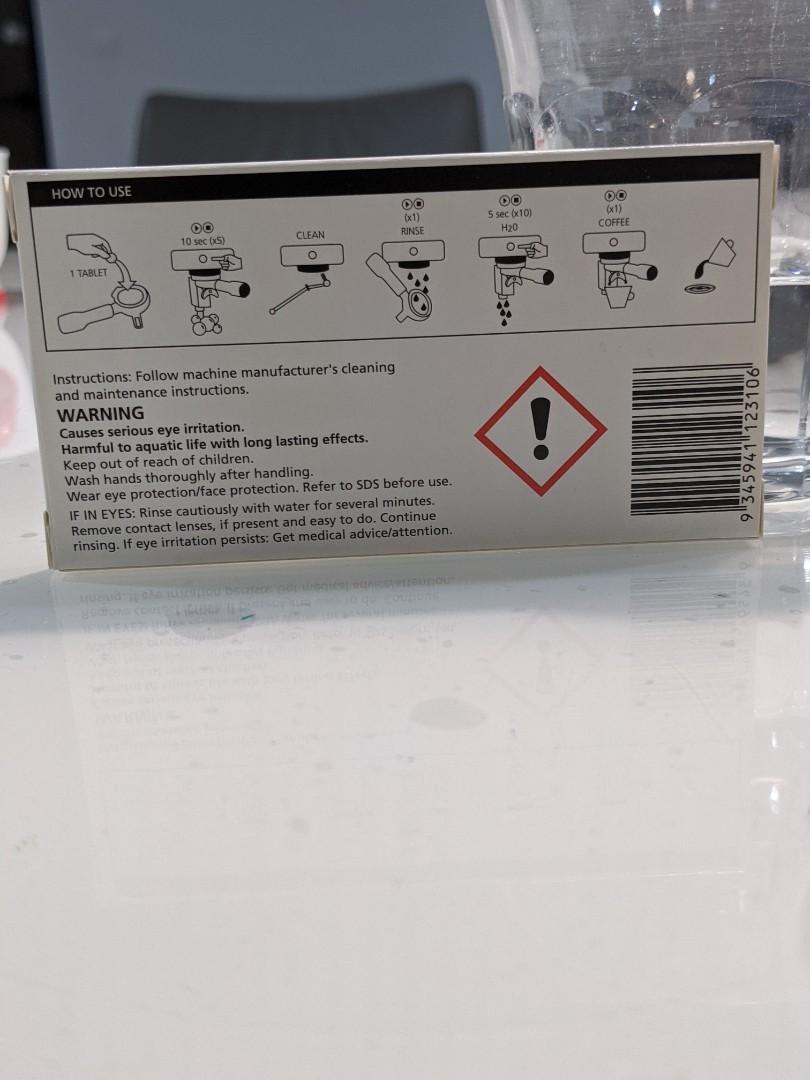 HOW TO USE
1 TABLET
10 sec (x5)
CLEAN
(x1)
RINSE
5 sec (x10)
H20
(x1)
COFFEE
Instructions: Follow machine manufacturer's cleaning
and maintenance instructions.
WARNING
Causes serious eye irritation.
Harmful to aquatic life with long lasting effects.
Keep out of reach of children.
Wash hands thoroughly after handling.
Wear eye protection/face protection. Refer to SDS before use.
IF IN EYES: Rinse cautiously with water for several minutes.
Remove contact lenses, if present and easy to do. Continue
rinsing. If eye irritation persists: Get medical advice/attention.
9 345941 123106